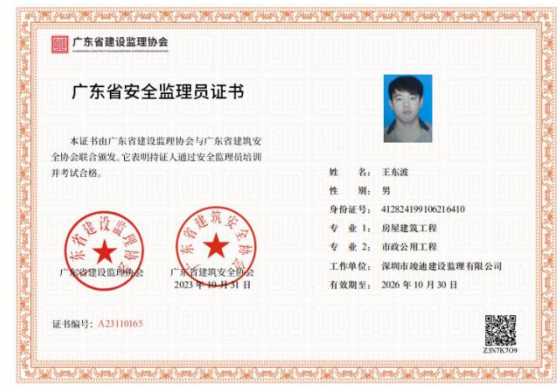 广东省建设监理协会
广东省安全监理员证书
本证书由广东省建设监理协会与广东省建筑安
全协会联合颁发。它表明持证人通过安全监理员培训
并考试合格。
广东省建设监理协会
广东省建筑安全协会
2023 年 10 月 31 日
证书编号: A23110165
姓 名: 王东波
性 别: 男
身份证号: 412824199106216410
专 业 1: 房屋建筑工程
专 业 2: 市政公用工程
工作单位: 深圳市竣迪建设监理有限公司
有效期至: 2026 年 10 月 30 日
Z3N7K7O9